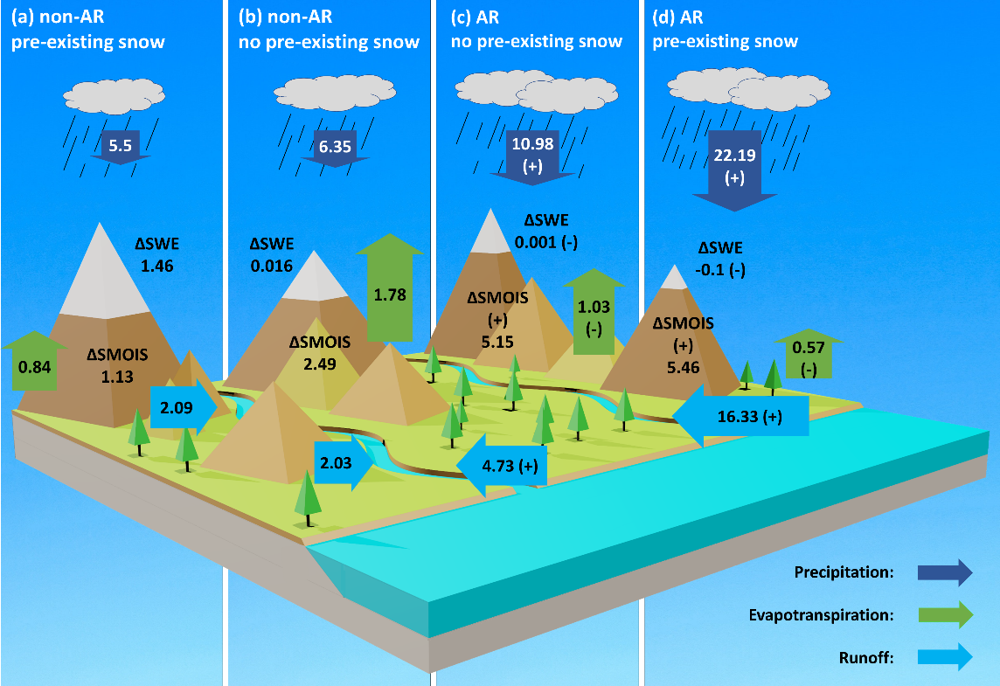 (a) non-AR
pre-existing snow
(b) non-AR
no pre-existing snow
(c) AR
no pre-existing snow
(d) AR
pre-existing snow
5.5
6.35
10.98
(+)
22.19
(+)
ΔSWE
1.46
ΔSWE
0.016
ΔSWE
0.001 (-)
ΔSWE
-0.1 (-)
0.84
ΔSMOIS
1.13
2.09
1.78
ΔSMOIS
2.49
2.03
ΔSMOIS
(+)
5.15
1.03
(-)
4.73 (+)
ΔSMOIS
(+)
5.46
0.57
(-)
16.33 (+)
Precipitation:
Evapotranspiration:
Runoff: